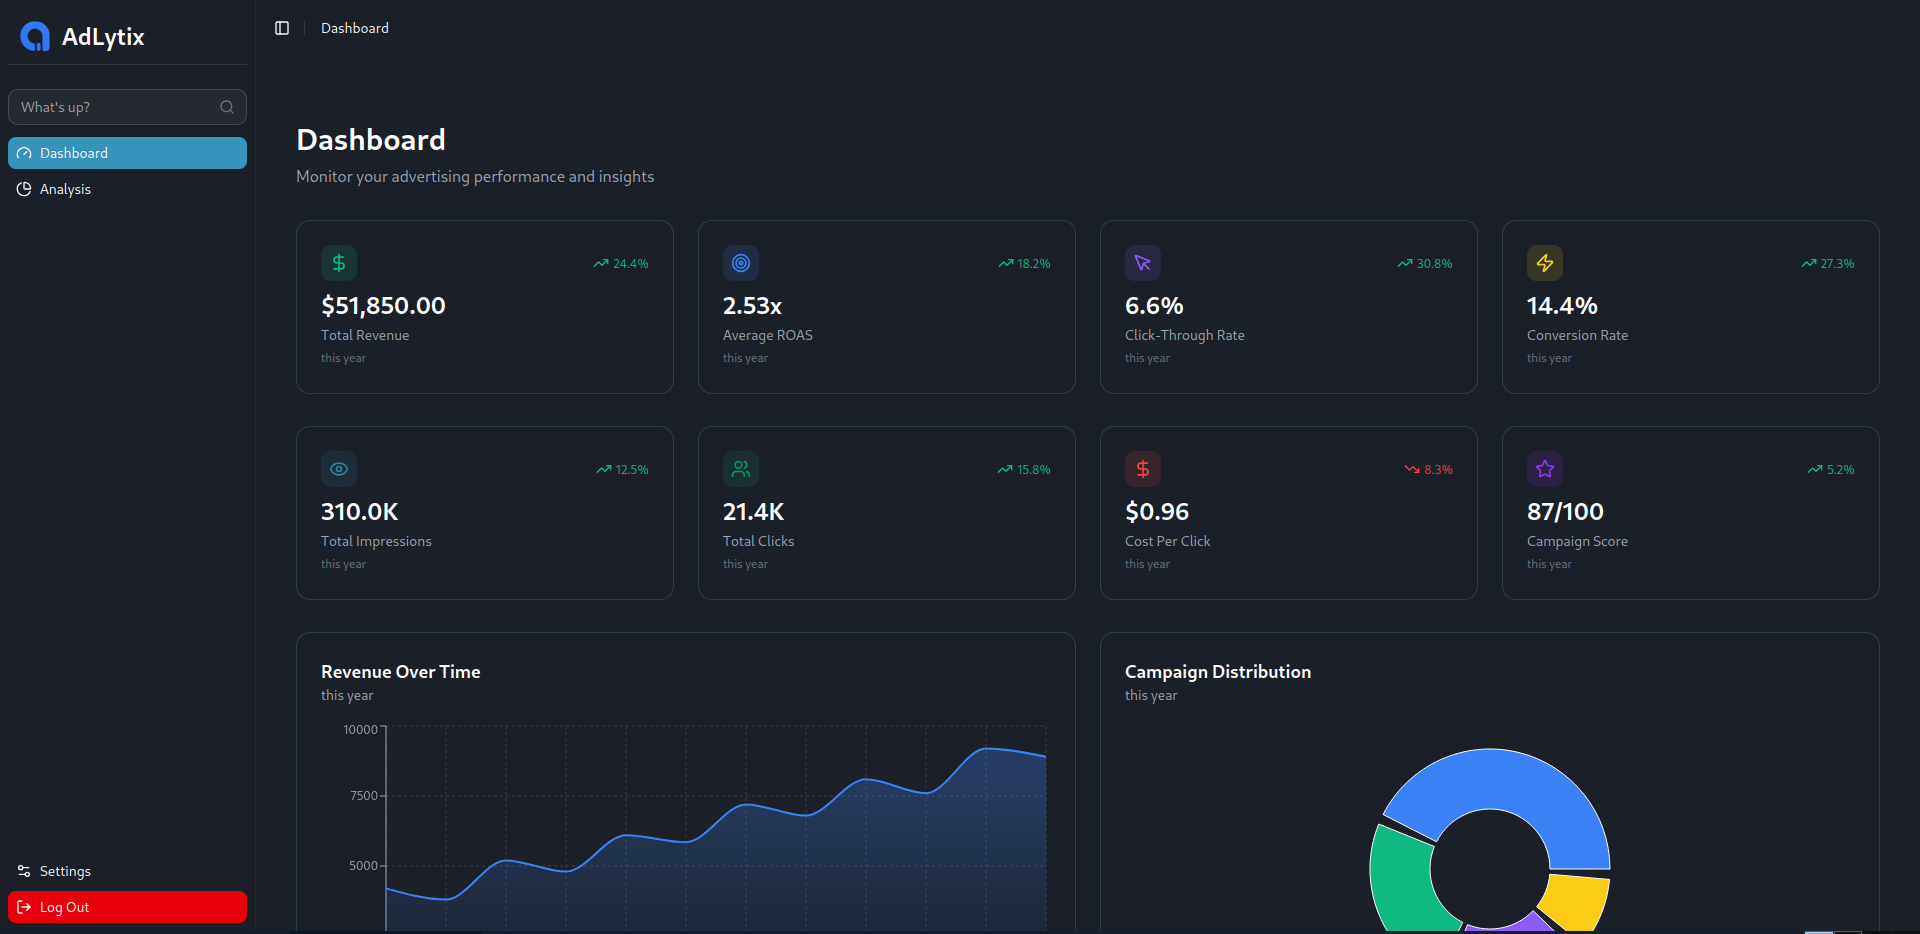 AdLytix
Dashboard
What's up?
Dashboard
Analysis
Dashboard
Monitor your advertising performance and insights
24.4%
$51,850.00
Total Revenue
this year
18.2%
2.53x
Average ROAS
this year
30.8%
6.6%
Click-Through Rate
this year
27.3%
14.4%
Conversion Rate
this year
12.5%
310.0K
Total Impressions
this year
15.8%
21.4K
Total Clicks
this year
8.3%
$0.96
Cost Per Click
this year
5.2%
87/100
Campaign Score
this year
Revenue Over Time
this year
10000
7500
5000
Campaign Distribution
this year
Settings
Log Out